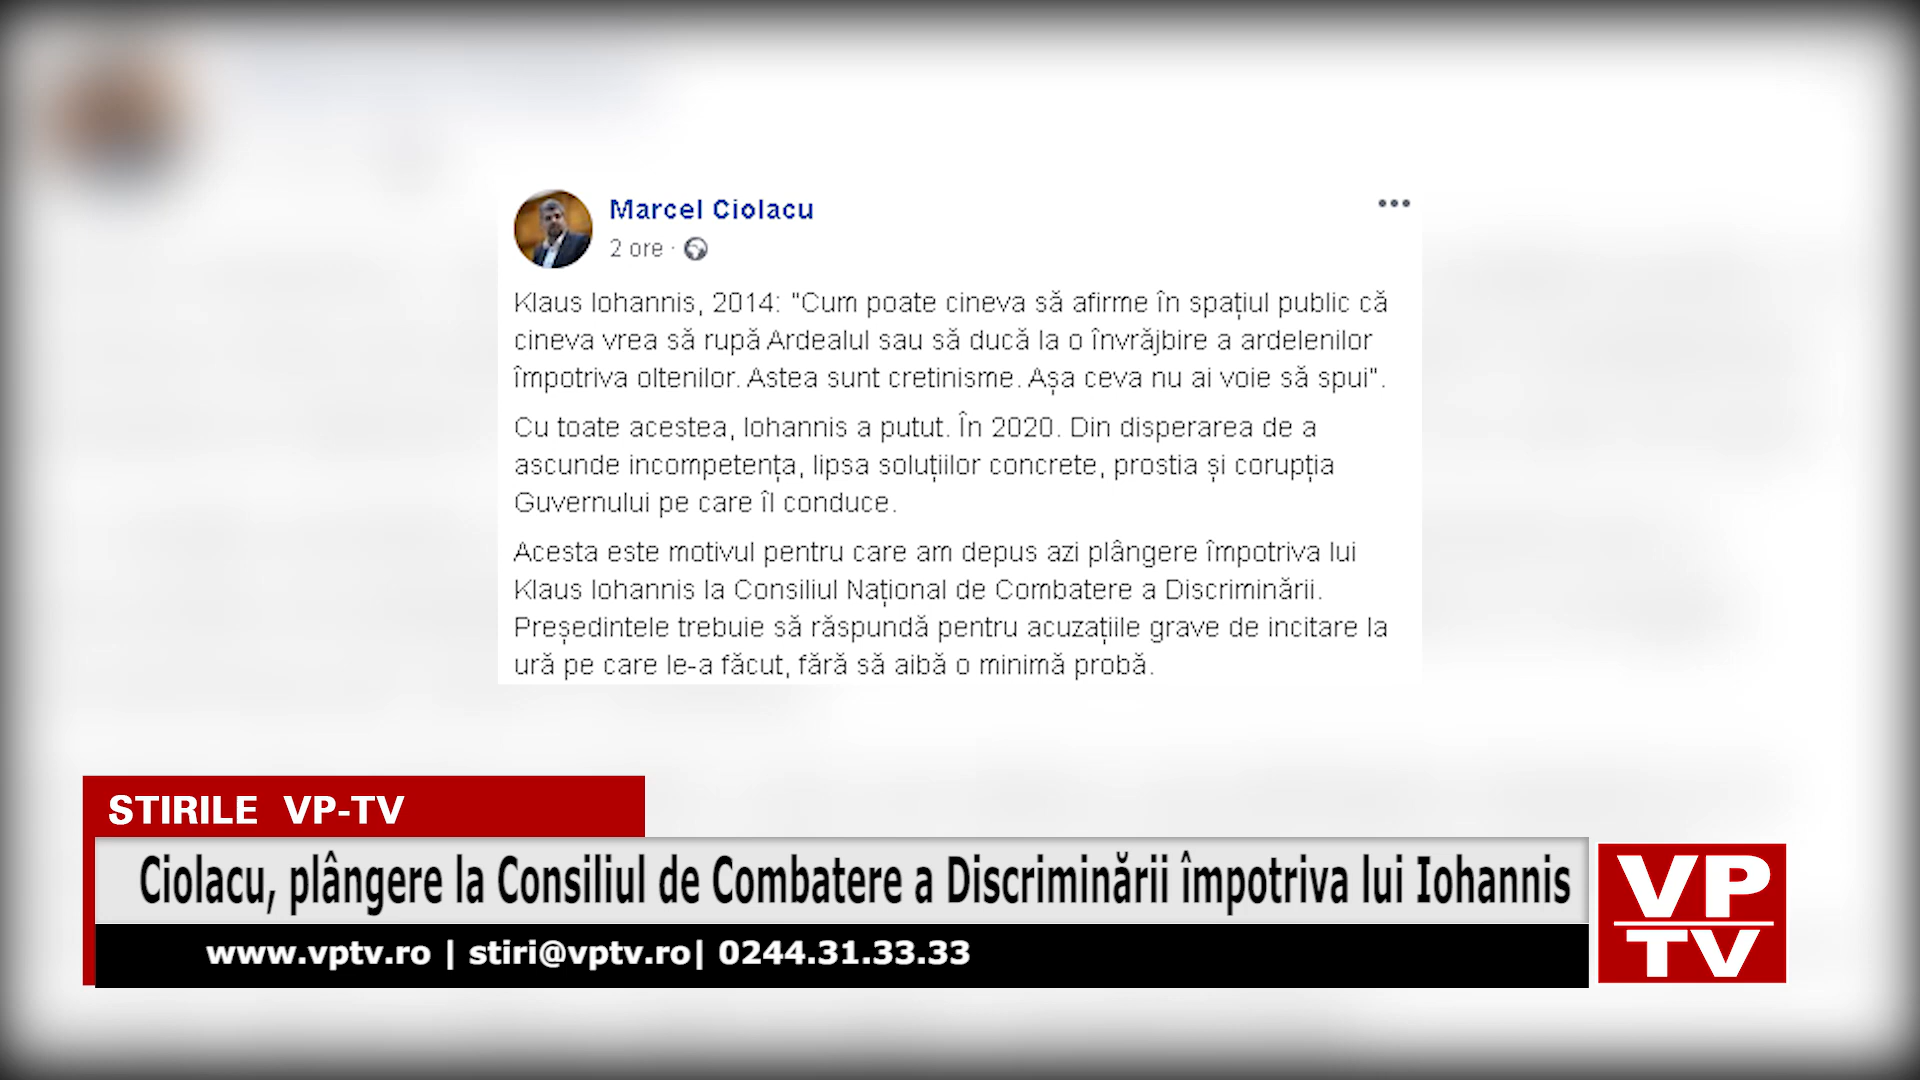 Marcel Ciolacu
2 ore ·
Klaus Iohannis, 2014: "Cum poate cineva să afirme în spațiul public că
cineva vrea să rupă Ardealul sau să ducă la o învrăjbire a ardelenilor
împotriva oltenilor. Astea sunt cretinisme. Așa ceva nu ai voie să spui".
Cu toate acestea, Iohannis a putut. În 2020. Din disperarea de a
ascunde incompetența, lipsa soluțiilor concrete, prostia și corupția
Guvernului pe care îl conduce.
Acesta este motivul pentru care am depus azi plângere împotriva lui
Klaus Iohannis la Consiliul Național de Combatere a Discriminării.
Președintele trebuie să răspundă pentru acuzațiile grave de incitare la
ură pe care le-a făcut, fără să aibă o minimă probă.
STIRILE VP-TV
Ciolacu, plângere la Consiliul de Combatere a Discriminării împotriva lui Iohannis
www.vptv.ro | stiri@vptv.ro| 0244.31.33.33
VP
TV